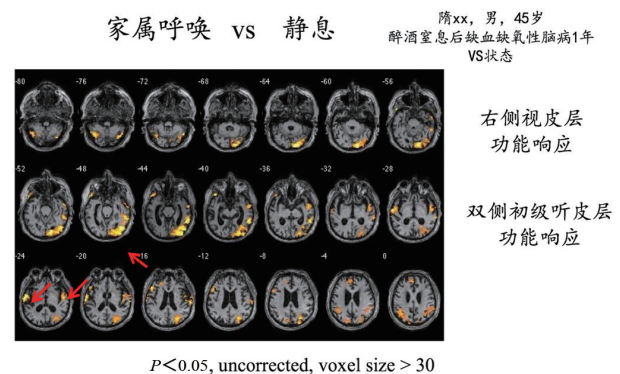 家属呼唤 vs 静息
隋xx，男，45岁
醉酒窒息后缺血缺氧性脑病1年
VS状态
-80 -76 -72 -68 -64 -60 -56
右侧视皮层
功能响应
-52 -48 -44 -40 -36 -32 -28
双侧初级听皮层
功能响应
-24 -20 -16 -12 -8 -4 0
P＜0.05, uncorrected, voxel size > 30